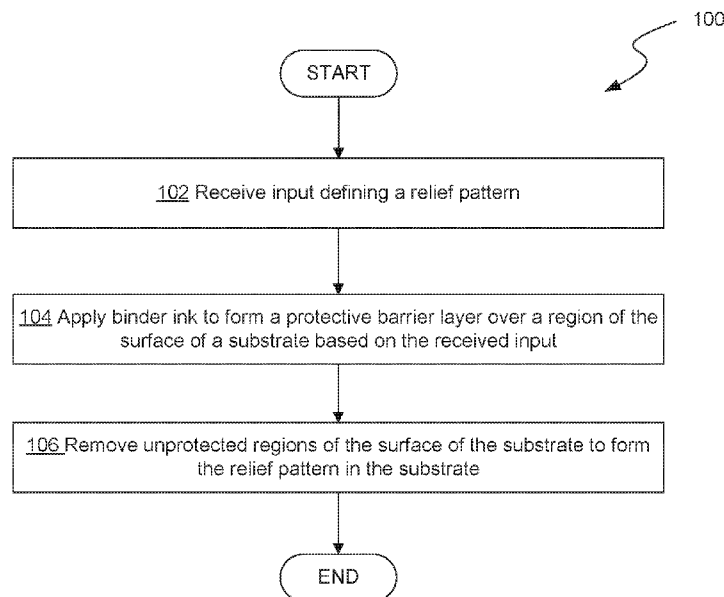 100
START
102 Receive input defining a relief pattern
104 Apply binder ink to form a protective barrier layer over a region of the
surface of a substrate based on the received input
106 Remove unprotected regions of the surface of the substrate to form
the relief pattern in the substrate
END